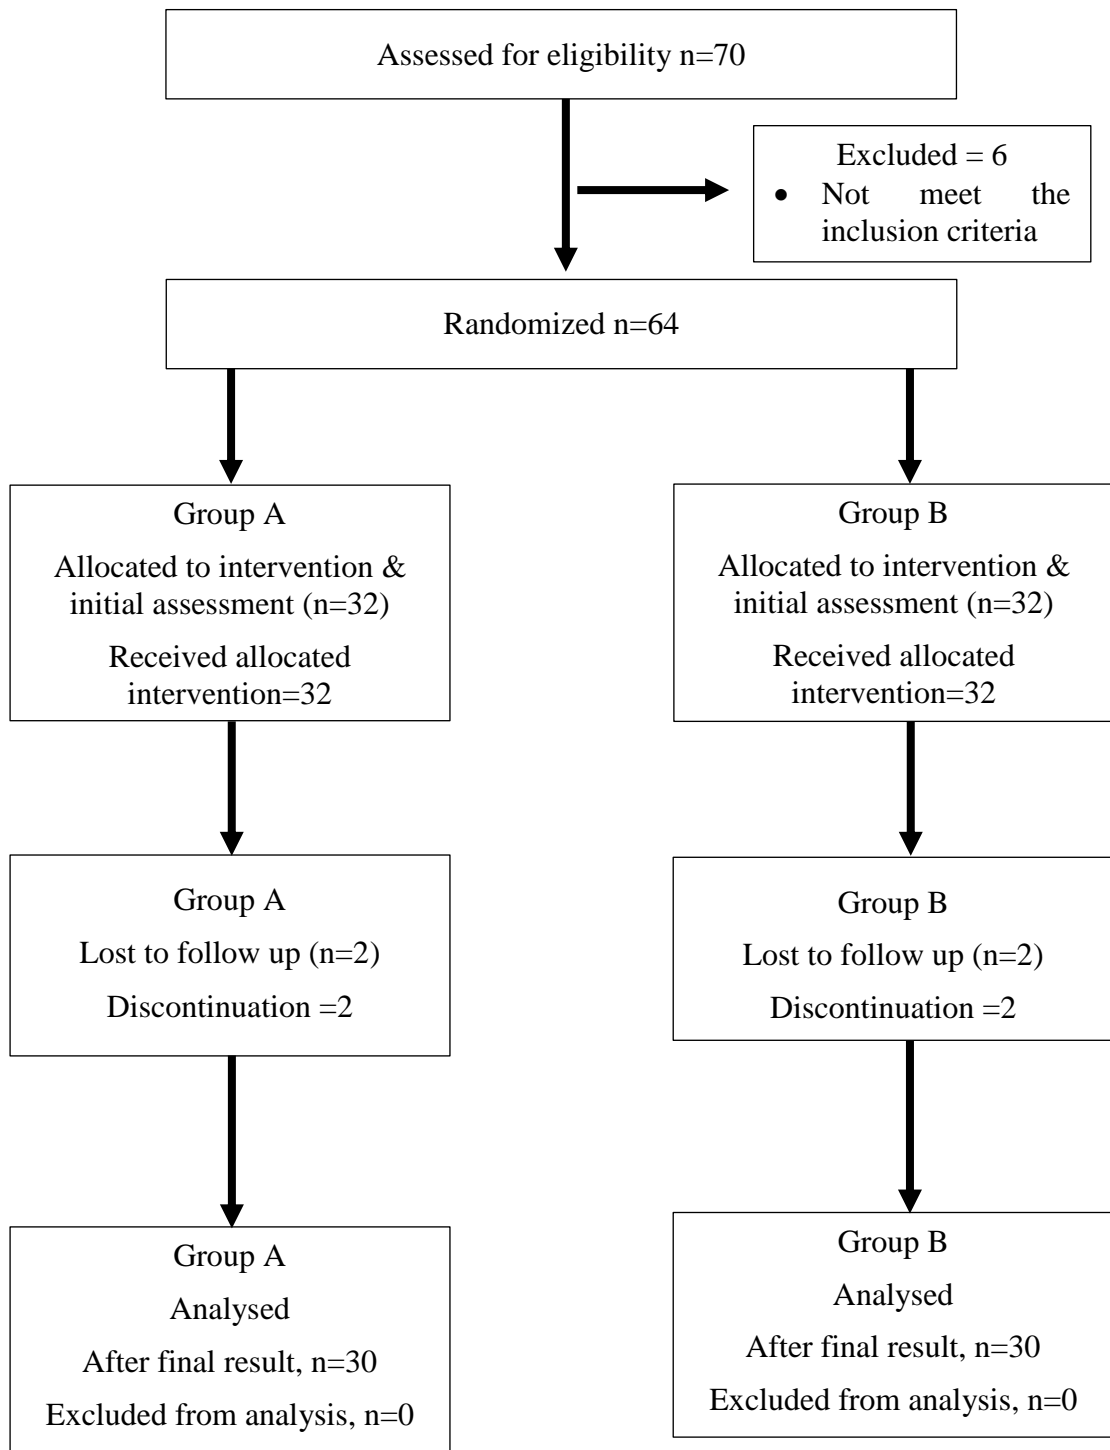 Assessed for eligibility n=70
Excluded = 6
• Not meet the
inclusion criteria
Randomized n=64
Group A
Allocated to intervention &
initial assessment (n=32)
Received allocated
intervention=32
Group B
Allocated to intervention &
initial assessment (n=32)
Received allocated
intervention=32
Group A
Lost to follow up (n=2)
Discontinuation =2
Group B
Lost to follow up (n=2)
Discontinuation =2
Group A
Analysed
After final result, n=30
Excluded from analysis, n=0
Group B
Analysed
After final result, n=30
Excluded from analysis, n=0